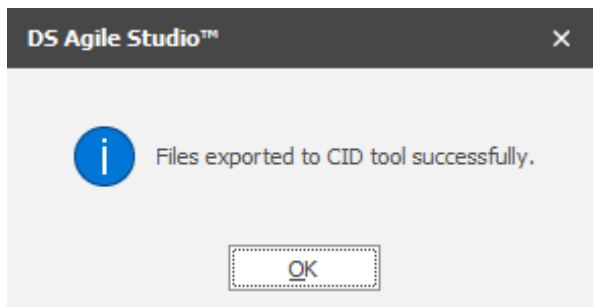 DS Agile Studio™
Files exported to CID tool successfully.
OK